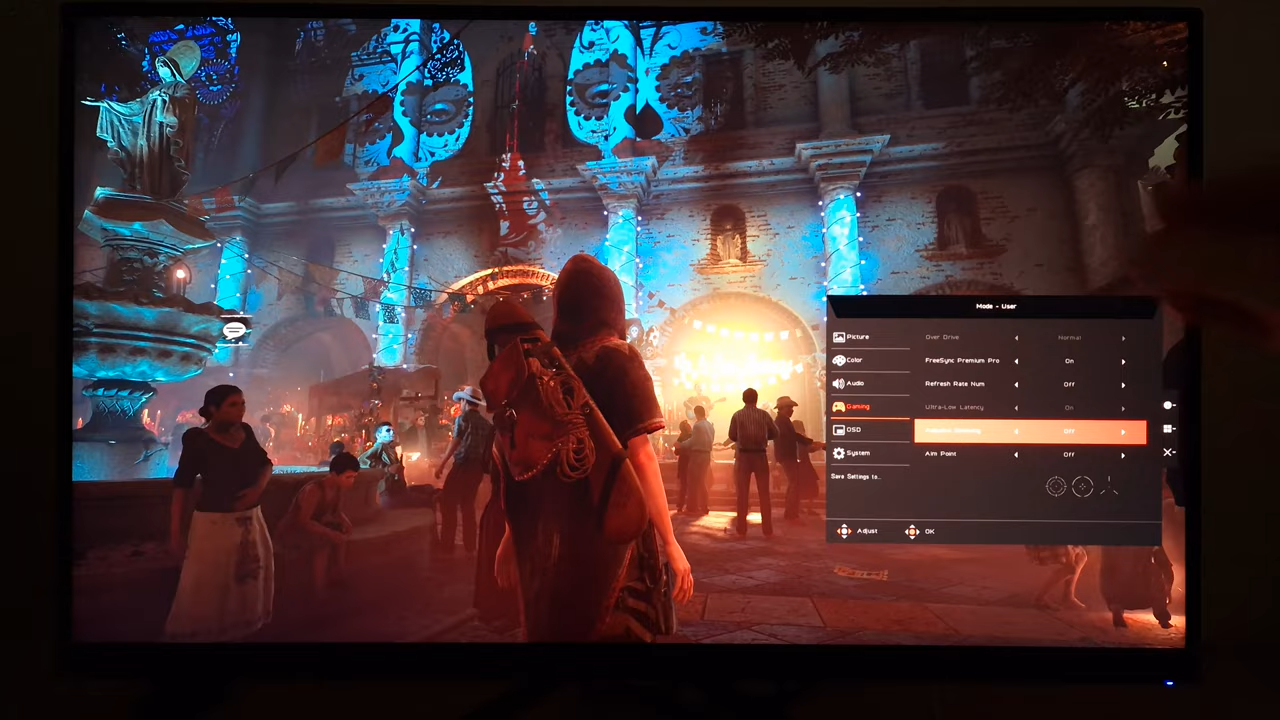 Mode - User
Picture
Color
Audio
Gaming
OSD
System
Save Settings to..
Over Drive Normal
FreeSync Premium Pro On
Refresh Rate Num Off
Ultra-Low Latency On
Off
Aim Point Off
Adjust OK